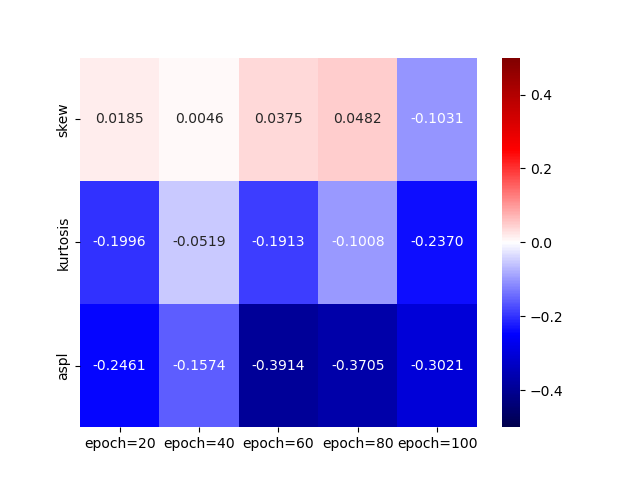 skew 0.0185 0.0046 0.0375 0.0482 -0.1031
kurtosis -0.1996 -0.0519 -0.1913 -0.1008 -0.2370
aspl -0.2461 -0.1574 -0.3914 -0.3705 -0.3021
epoch=20 epoch=40 epoch=60 epoch=80 epoch=100
0.4
0.2
0.0
−0.2
−0.4